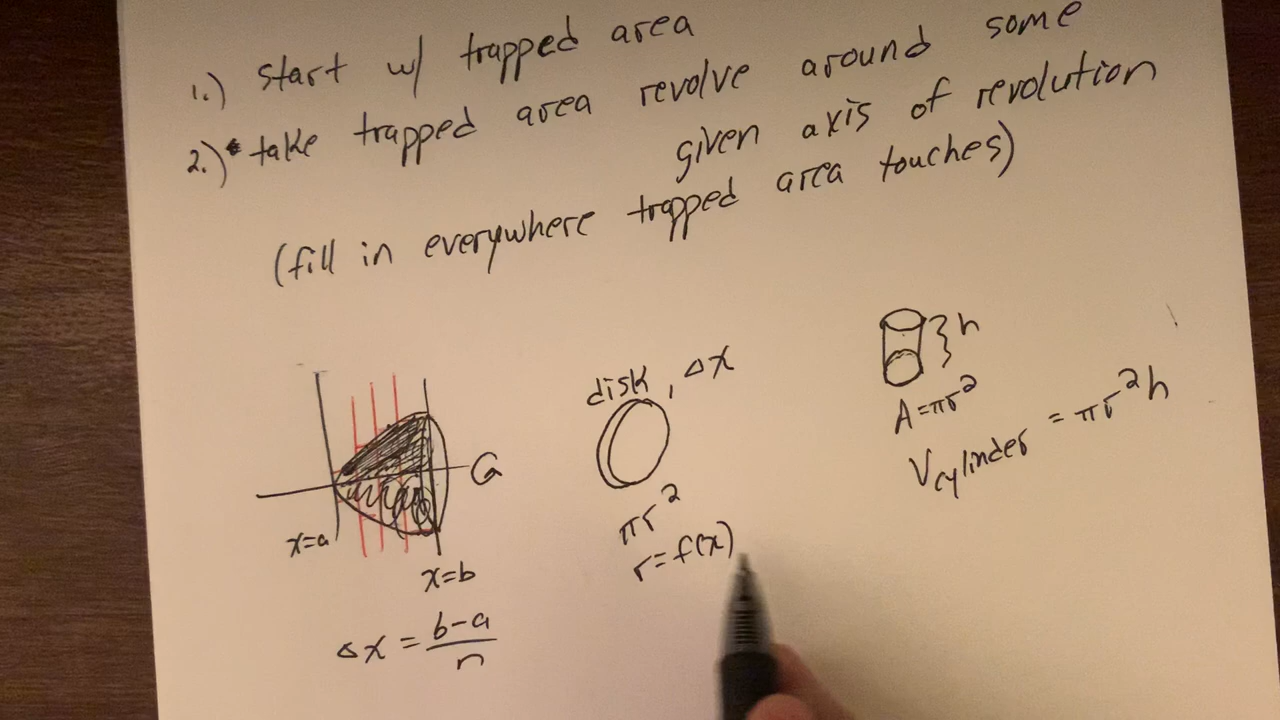 1.) start w/ trapped area
2.) take trapped area revolve around some
given axis of revolution
(fill in everywhere trapped area touches)
x=a
x=b
Δx = b-a/n
disk, Δx
πr²
r=f(x)
h
A=πr²
Vcylinder = πr²h